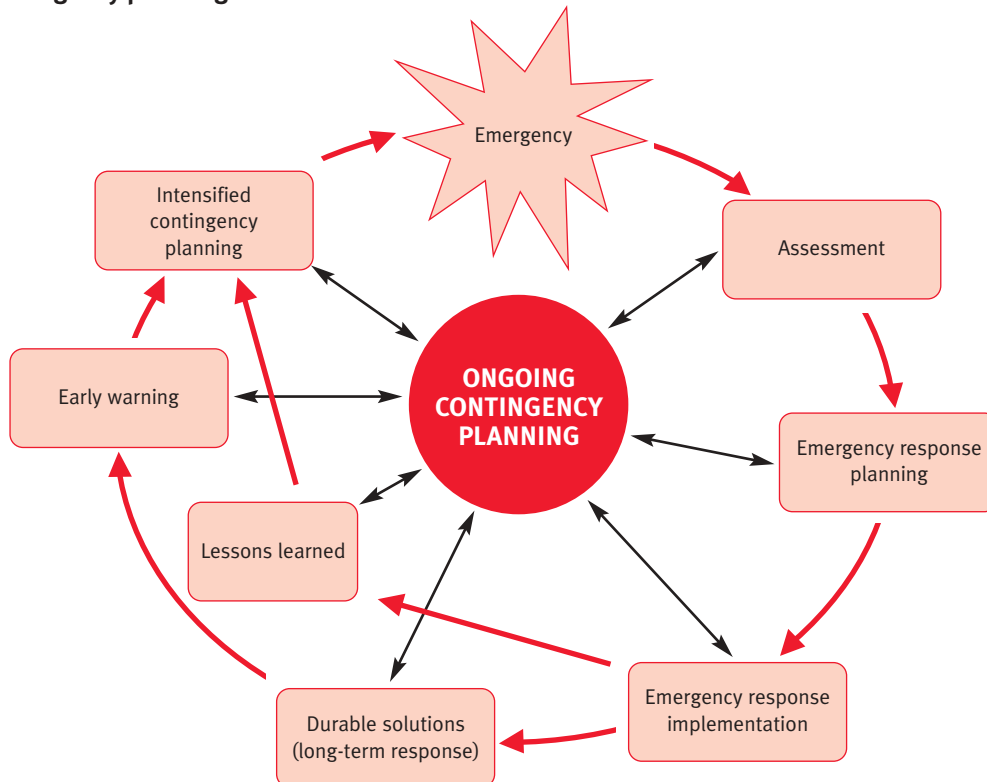 planning
Emergency
Intensified
contingency
planning
Assessment
ONGOING
CONTINGENCY
PLANNING
Early warning
Emergency response
planning
Lessons learned
Emergency response
implementation
Durable solutions
(long-term response)